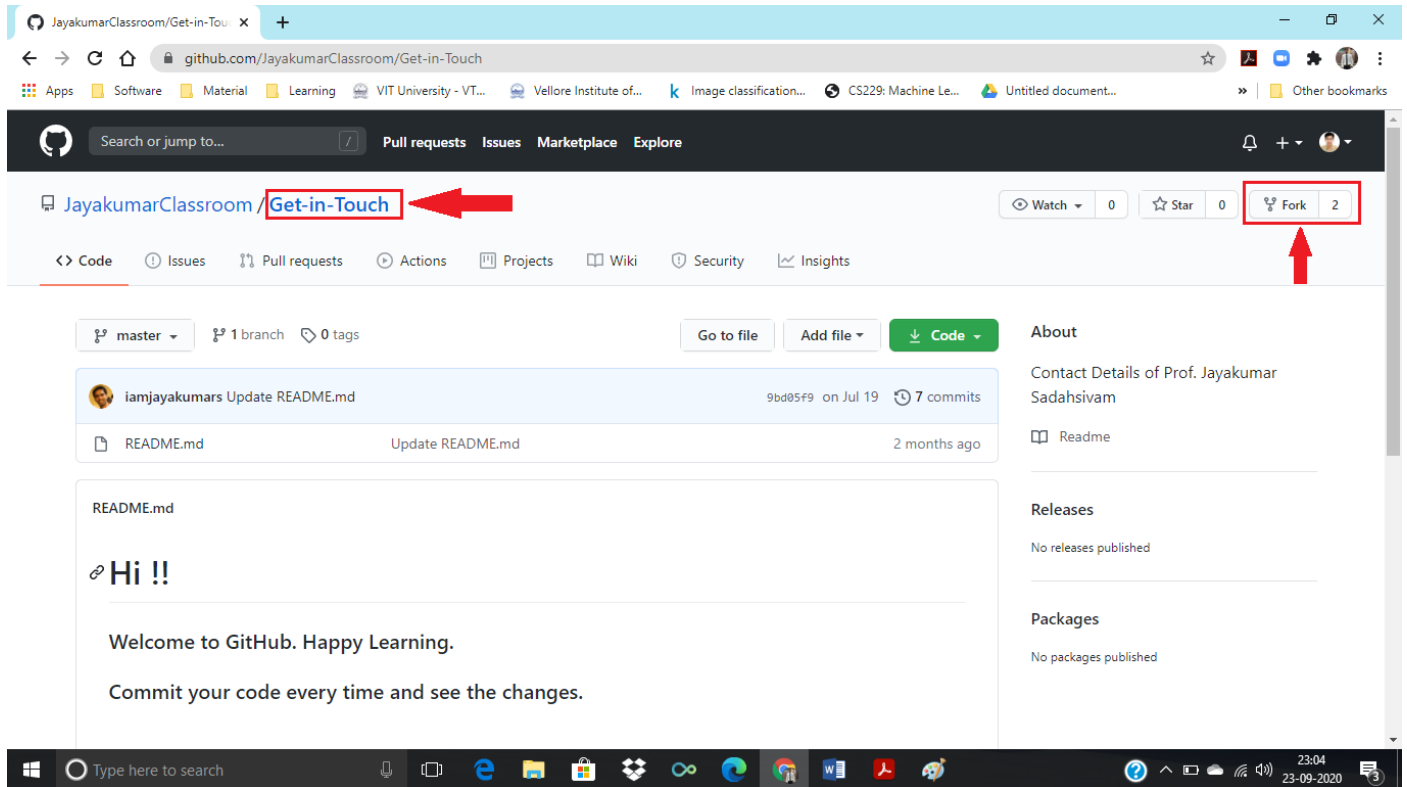 JayakumarClassroom/Get-in-Tou
github.com/JayakumarClassroom/Get-in-Touch
Apps Software Material Learning VIT University - VT... Vellore Institute of... k Image classification... CS229: Machine Le... Untitled document... » Other bookmarks
Search or jump to... / Pull requests Issues Marketplace Explore
JayakumarClassroom / Get-in-Touch Watch 0 Star 0 Fork 2
Code Issues Pull requests Actions Projects Wiki Security Insights
master 1 branch 0 tags Go to file Add file Code
iamjayakumars Update README.md 9bd05f9 on Jul 19 7 commits
README.md Update README.md 2 months ago
README.md
Hi !!
Welcome to GitHub. Happy Learning.
Commit your code every time and see the changes.
About
Contact Details of Prof. Jayakumar
Sadahsivam
Readme
Releases
No releases published
Packages
No packages published
Type here to search
23:04
23-09-2020
3